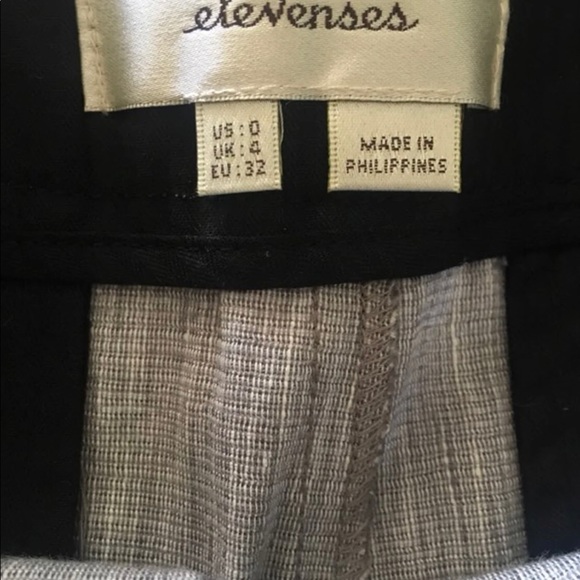 elevenses
US : 0
UK : 4
EU : 32
MADE IN
PHILIPPINES